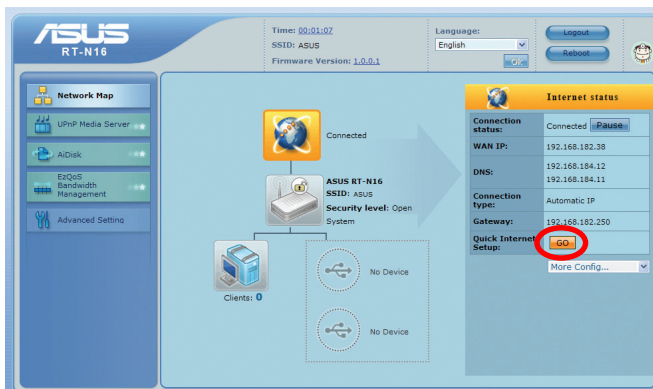 ASUS
RT-N16
Time: 00:01:07
SSID: ASUS
Firmware Version: 1.0.0.1
Language:
English
OK
Logout
Reboot
Network Map
UPnP Media Server
AiDisk
EzQoS
Bandwidth
Management
Advanced Setting
Connected
ASUS RT-N16
SSID: ASUS
Security level: Open
System
Clients: 0
No Device
No Device
Internet status
Connection
status:
Connected Pause
WAN IP:
192.168.182.38
DNS:
192.168.184.12
192.168.184.11
Connection
type:
Automatic IP
Gateway:
192.168.182.250
Quick Internet
Setup:
GO
More Config...